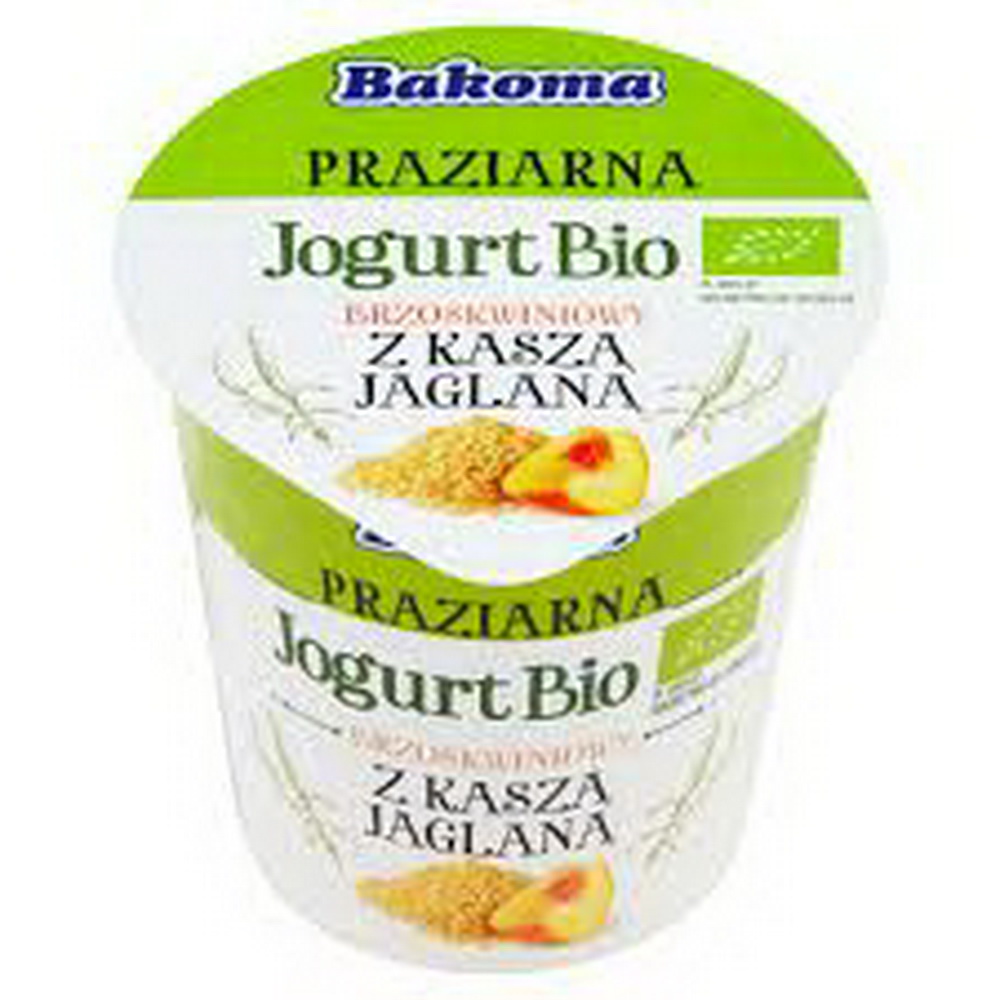 Bakoma
PRAZIARNA
Jogurt Bio
BRZOSKWINIOWY
Z KASZĄ
JAGLANĄ
PRAZIARNA
Jogurt Bio
BRZOSKWINIOWY
Z KASZĄ
JAGLANĄ